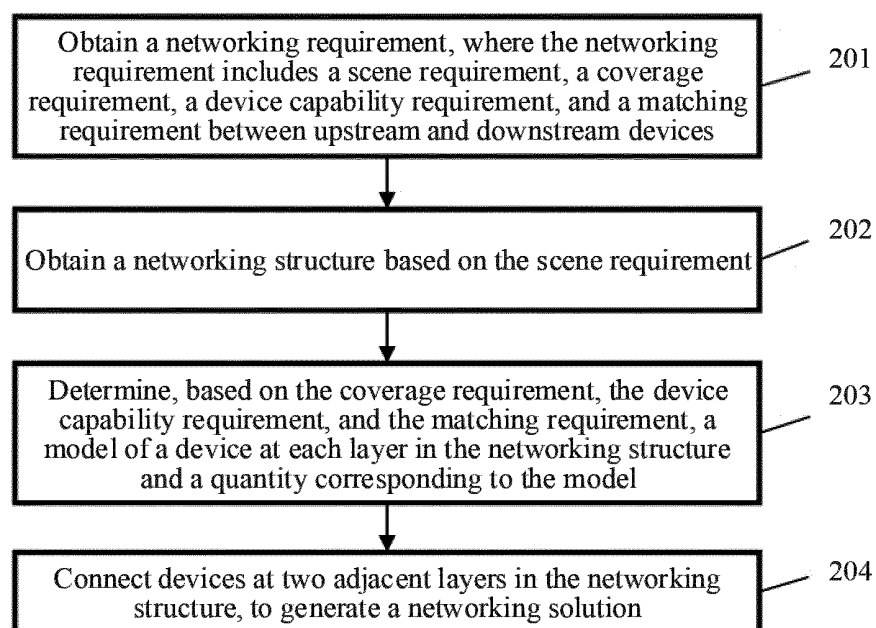 Obtain a networking requirement, where the networking
requirement includes a scene requirement, a coverage
requirement, a device capability requirement, and a matching
requirement between upstream and downstream devices
201
Obtain a networking structure based on the scene requirement
202
Determine, based on the coverage requirement, the device
capability requirement, and the matching requirement, a
model of a device at each layer in the networking structure
and a quantity corresponding to the model
203
Connect devices at two adjacent layers in the networking
structure, to generate a networking solution
204